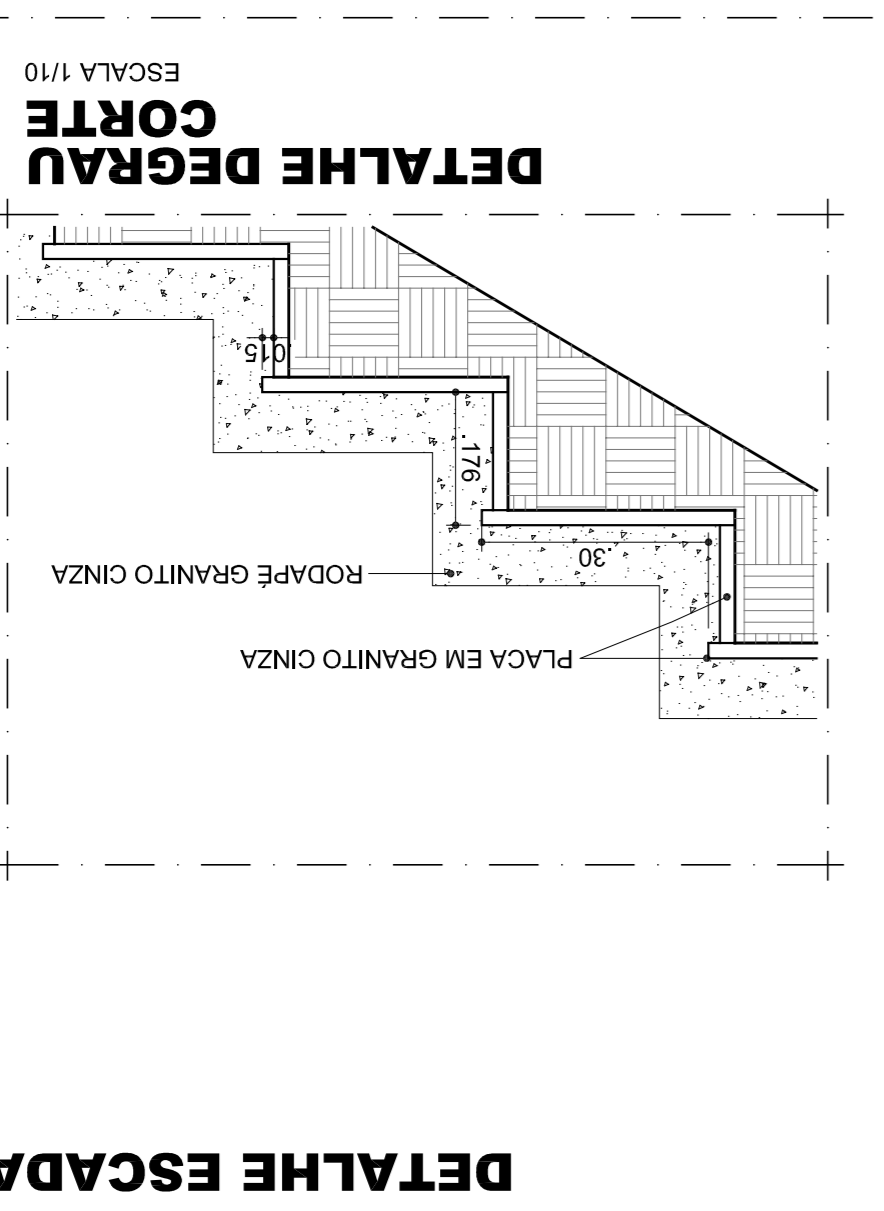 DETALHE ESCADA
PLACA EM GRANITO CINZA
RODAPÉ GRANITO CINZA
.30
.176
.015
DETALHE DEGRAU
CORTE
ESCALA 1/10